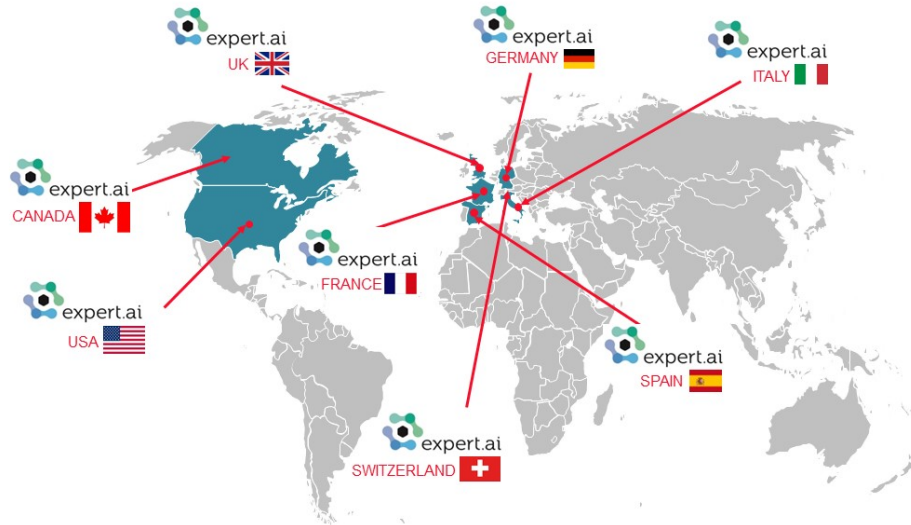 expert.ai
UK
expert.ai
GERMANY
expert.ai
ITALY
expert.ai
CANADA
expert.ai
FRANCE
expert.ai
USA
expert.ai
SPAIN
expert.ai
SWITZERLAND